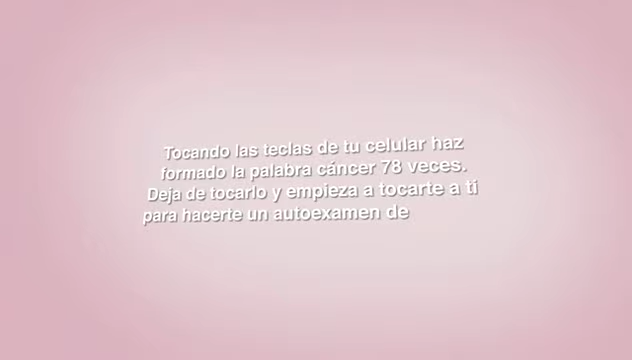 Tocando las teclas de tu celular haz
formado la palabra cáncer 78 veces.
Deja de tocarlo y empieza a tocarte a ti
para hacerte un autoexamen de